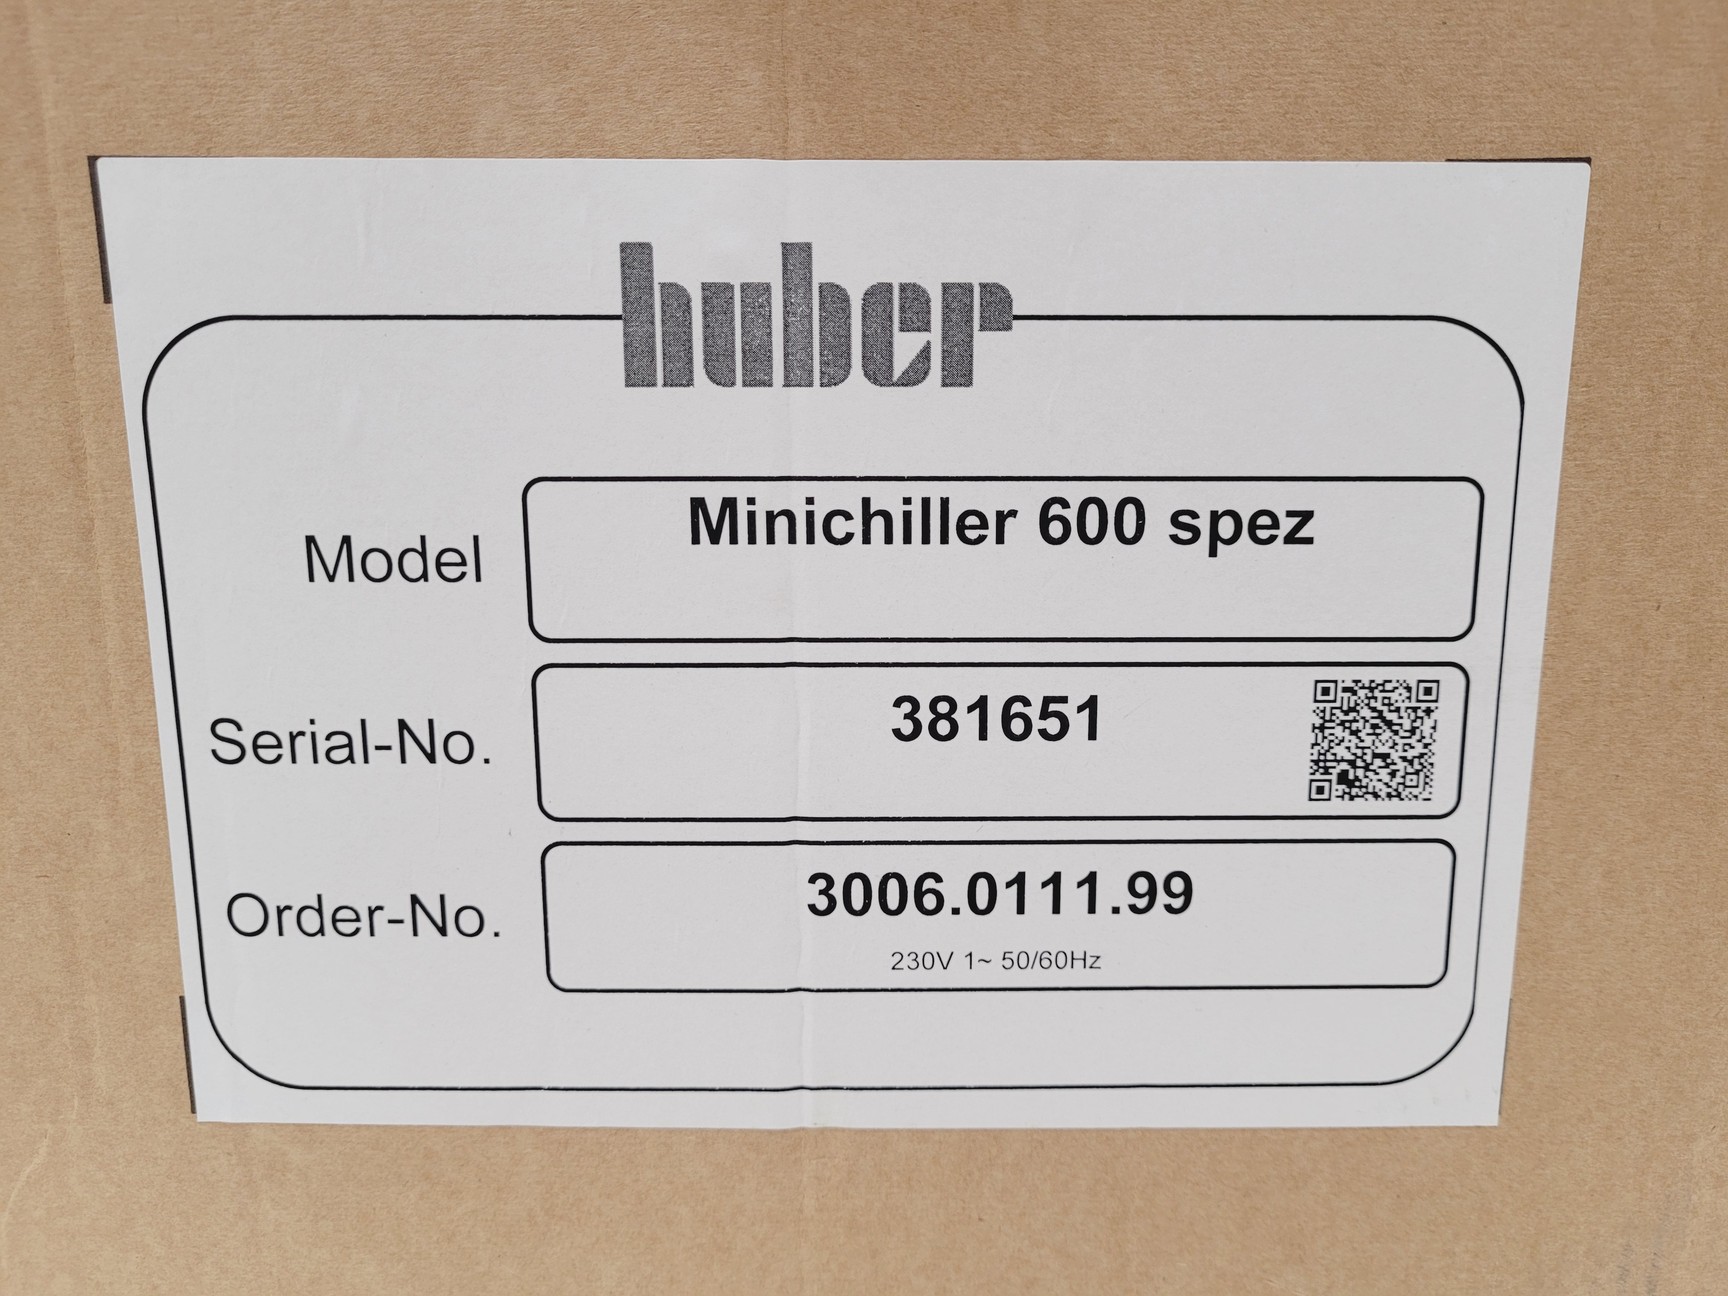 huber
Model
Minichiller 600 spez
Serial-No.
381651
Order-No.
3006.0111.99
230V 1~ 50/60Hz